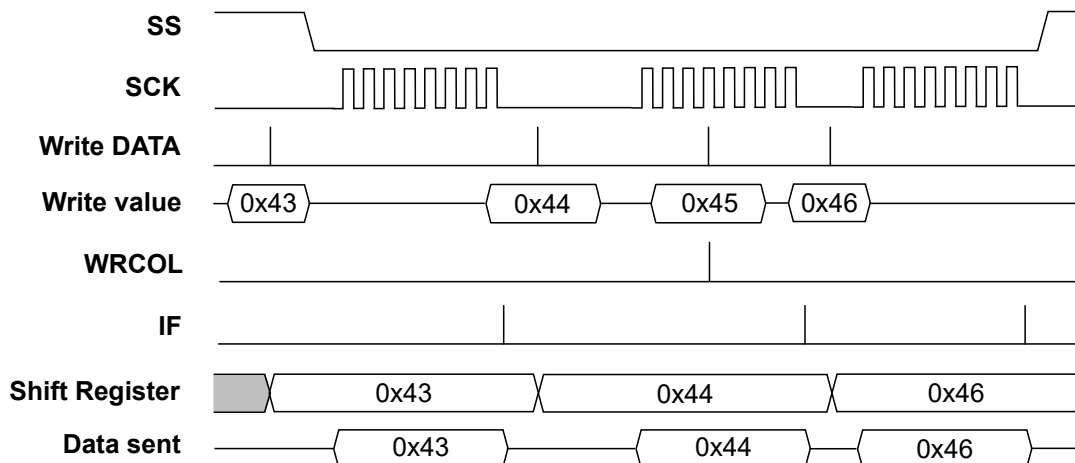 SS
SCK
Write DATA
Write value 0x43 0x44 0x45 0x46
WRCOL
IF
Shift Register 0x43 0x44 0x46
Data sent 0x43 0x44 0x46